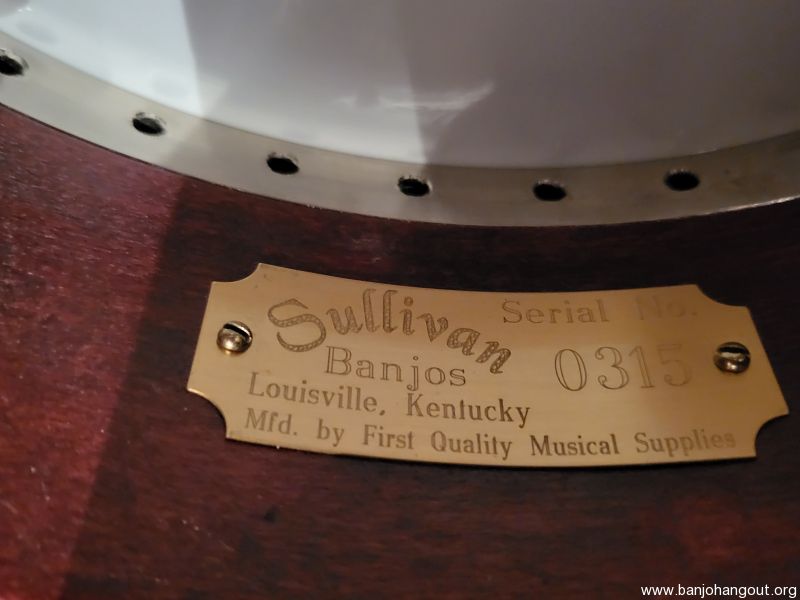 Sullivan
Banjos
Serial No.
0315
Louisville, Kentucky
Mfd. by First Quality Musical Supplies
www.banjohangout.org